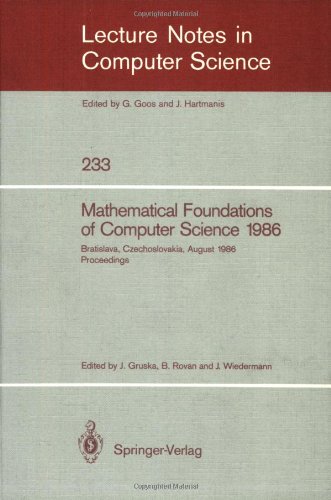 Lecture Notes in
Computer Science
Edited by G. Goos and J. Hartmanis
233
Mathematical Foundations
of Computer Science 1986
Bratislava, Czechoslovakia, August 1986
Proceedings
Edited by J. Gruska, B. Rovan and J. Wiedermann
Springer-Verlag